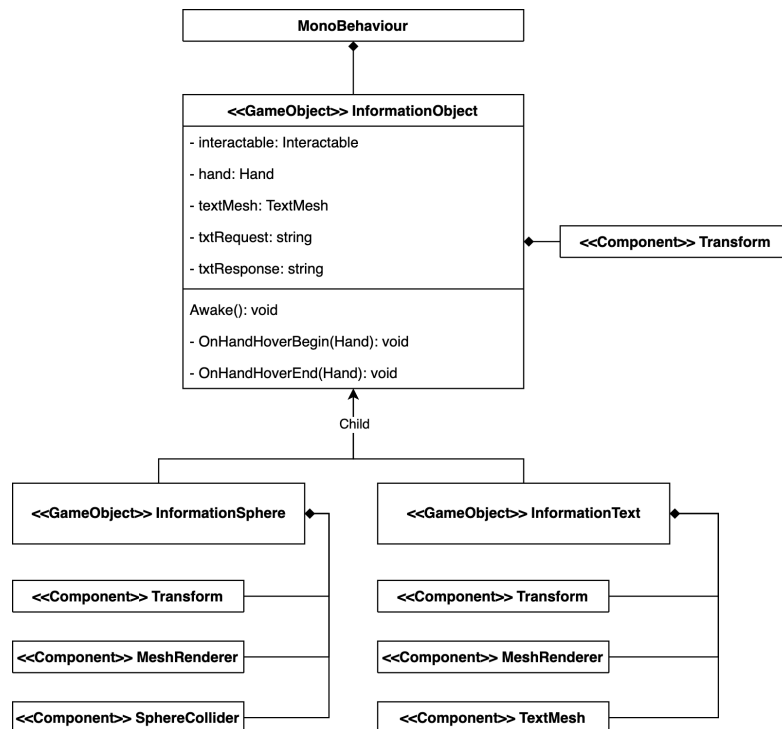 MonoBehaviour
<<GameObject>> InformationObject
- interactable: Interactable
- hand: Hand
- textMesh: TextMesh
- txtRequest: string
- txtResponse: string
<<Component>> Transform
Awake(): void
- OnHandHoverBegin(Hand): void
- OnHandHoverEnd(Hand): void
Child
<<GameObject>> InformationSphere
<<GameObject>> InformationText
<<Component>> Transform
<<Component>> Transform
<<Component>> MeshRenderer
<<Component>> MeshRenderer
<<Component>> SphereCollider
<<Component>> TextMesh